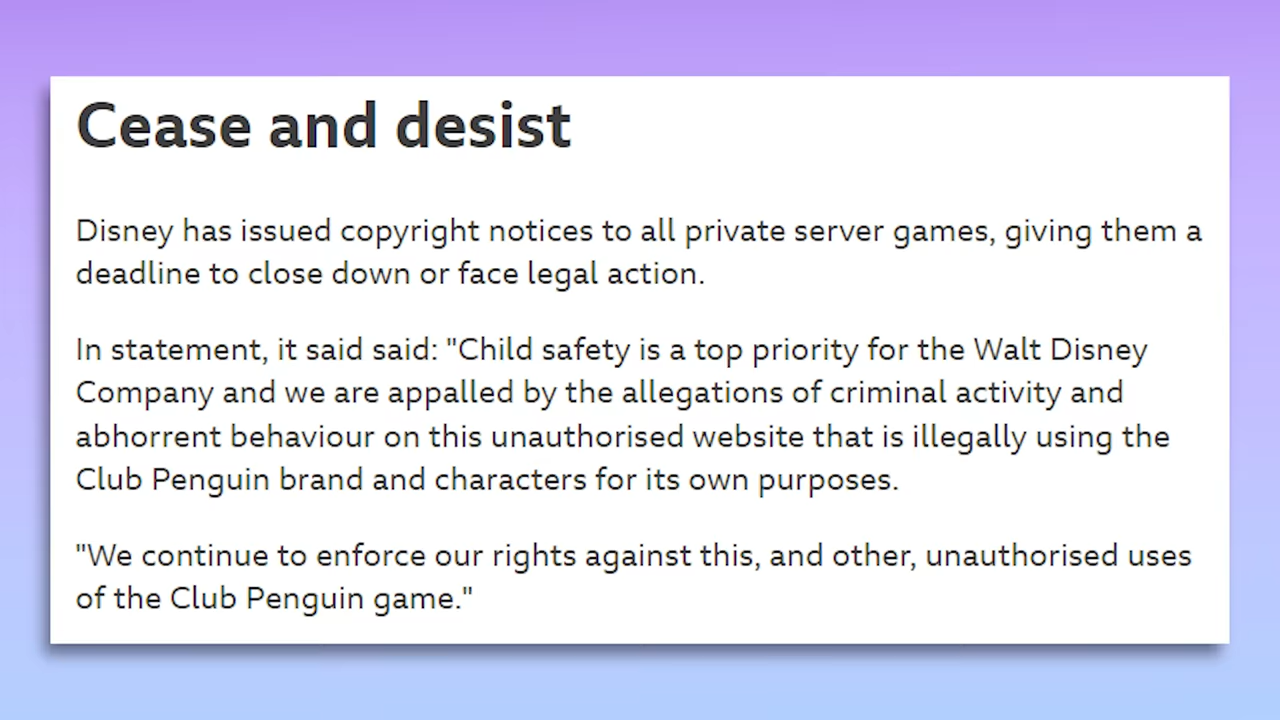 Cease and desist
Disney has issued copyright notices to all private server games, giving them a
deadline to close down or face legal action.
In statement, it said said: "Child safety is a top priority for the Walt Disney
Company and we are appalled by the allegations of criminal activity and
abhorrent behaviour on this unauthorised website that is illegally using the
Club Penguin brand and characters for its own purposes.
"We continue to enforce our rights against this, and other, unauthorised uses
of the Club Penguin game."